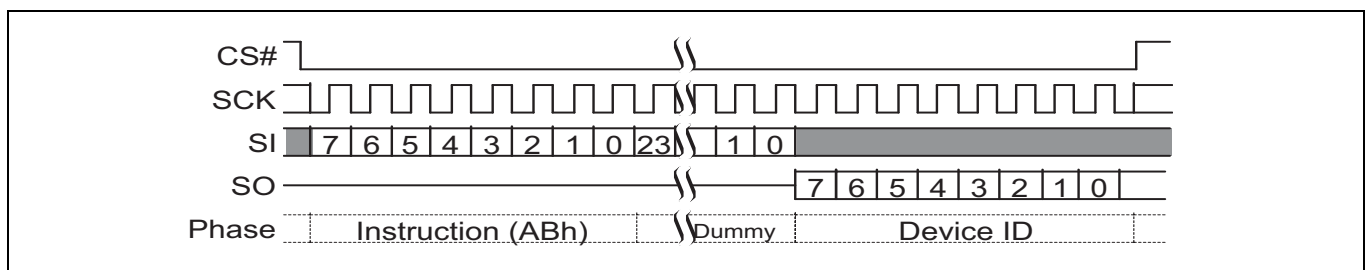 CS#
SCK
SI 7 6 5 4 3 2 1 0 23 1 0
SO 7 6 5 4 3 2 1 0
Phase Instruction (ABh) Dummy Device ID